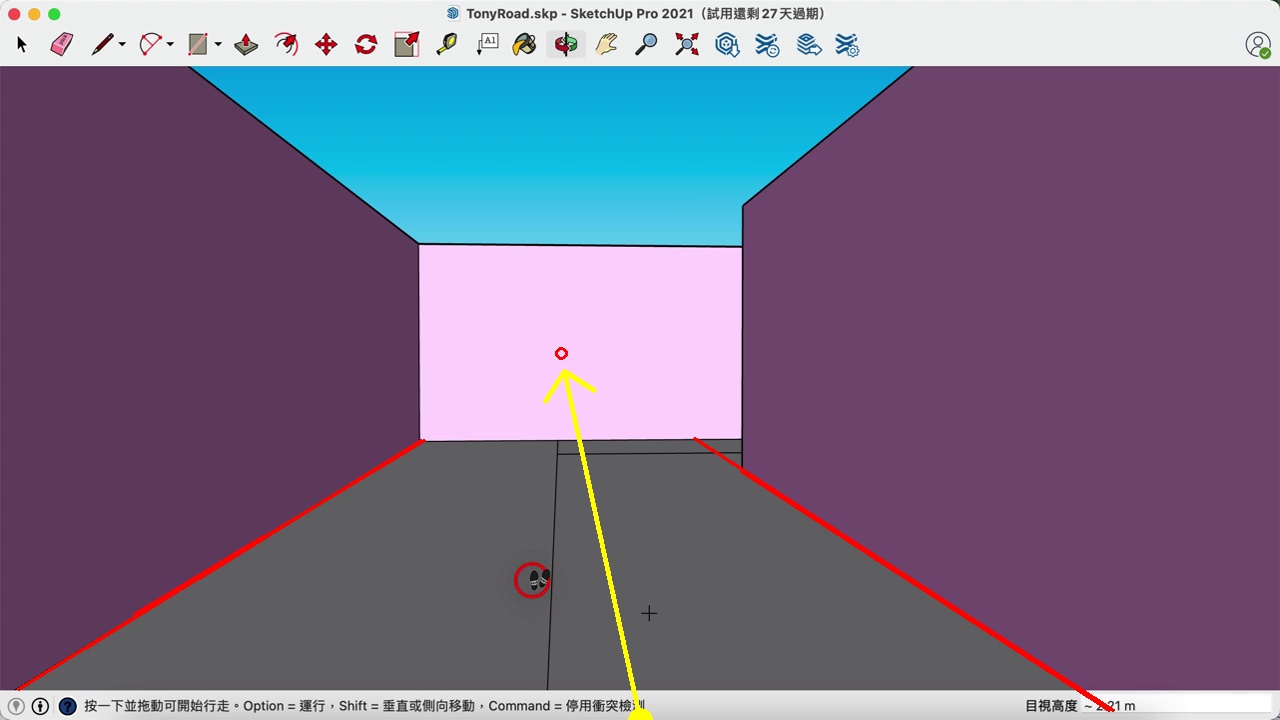 TonyRoad.skp - SketchUp Pro 2021（試用還剩 27 天過期）
A1
按一下並拖動可開始行走。Option = 運行，Shift = 垂直或側向移動，Command = 停用衝突檢測
目視高度 ~ 2.21 m